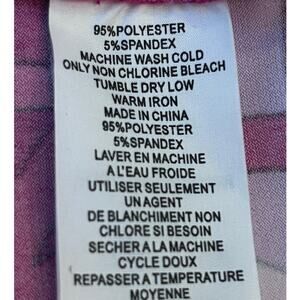 95%POLYESTER
5%SPANDEX
MACHINE WASH COLD
ONLY NON CHLORINE BLEACH
TUMBLE DRY LOW
WARM IRON
MADE IN CHINA
95%POLYESTER
5%SPANDEX
LAVER EN MACHINE
A L'EAU FROIDE
UTILISER SEULEMENT
UN AGENT
DE BLANCHIMENT NON
CHLORE SI BESOIN
SECHER A LA MACHINE
CYCLE DOUX
REPASSER A TEMPERATURE
MOYENNE